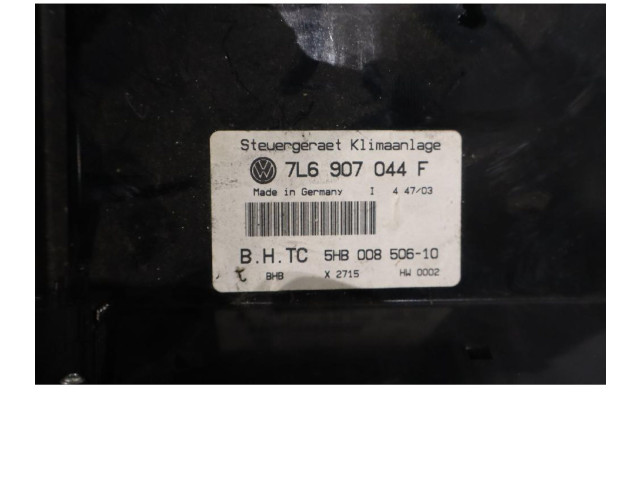 Steuergeraet Klimaanlage
7L6 907 044 F
Made in Germany I 4 47/03
B.H.TC 5HB 008 506-10
BHB X 2715 HW 0002